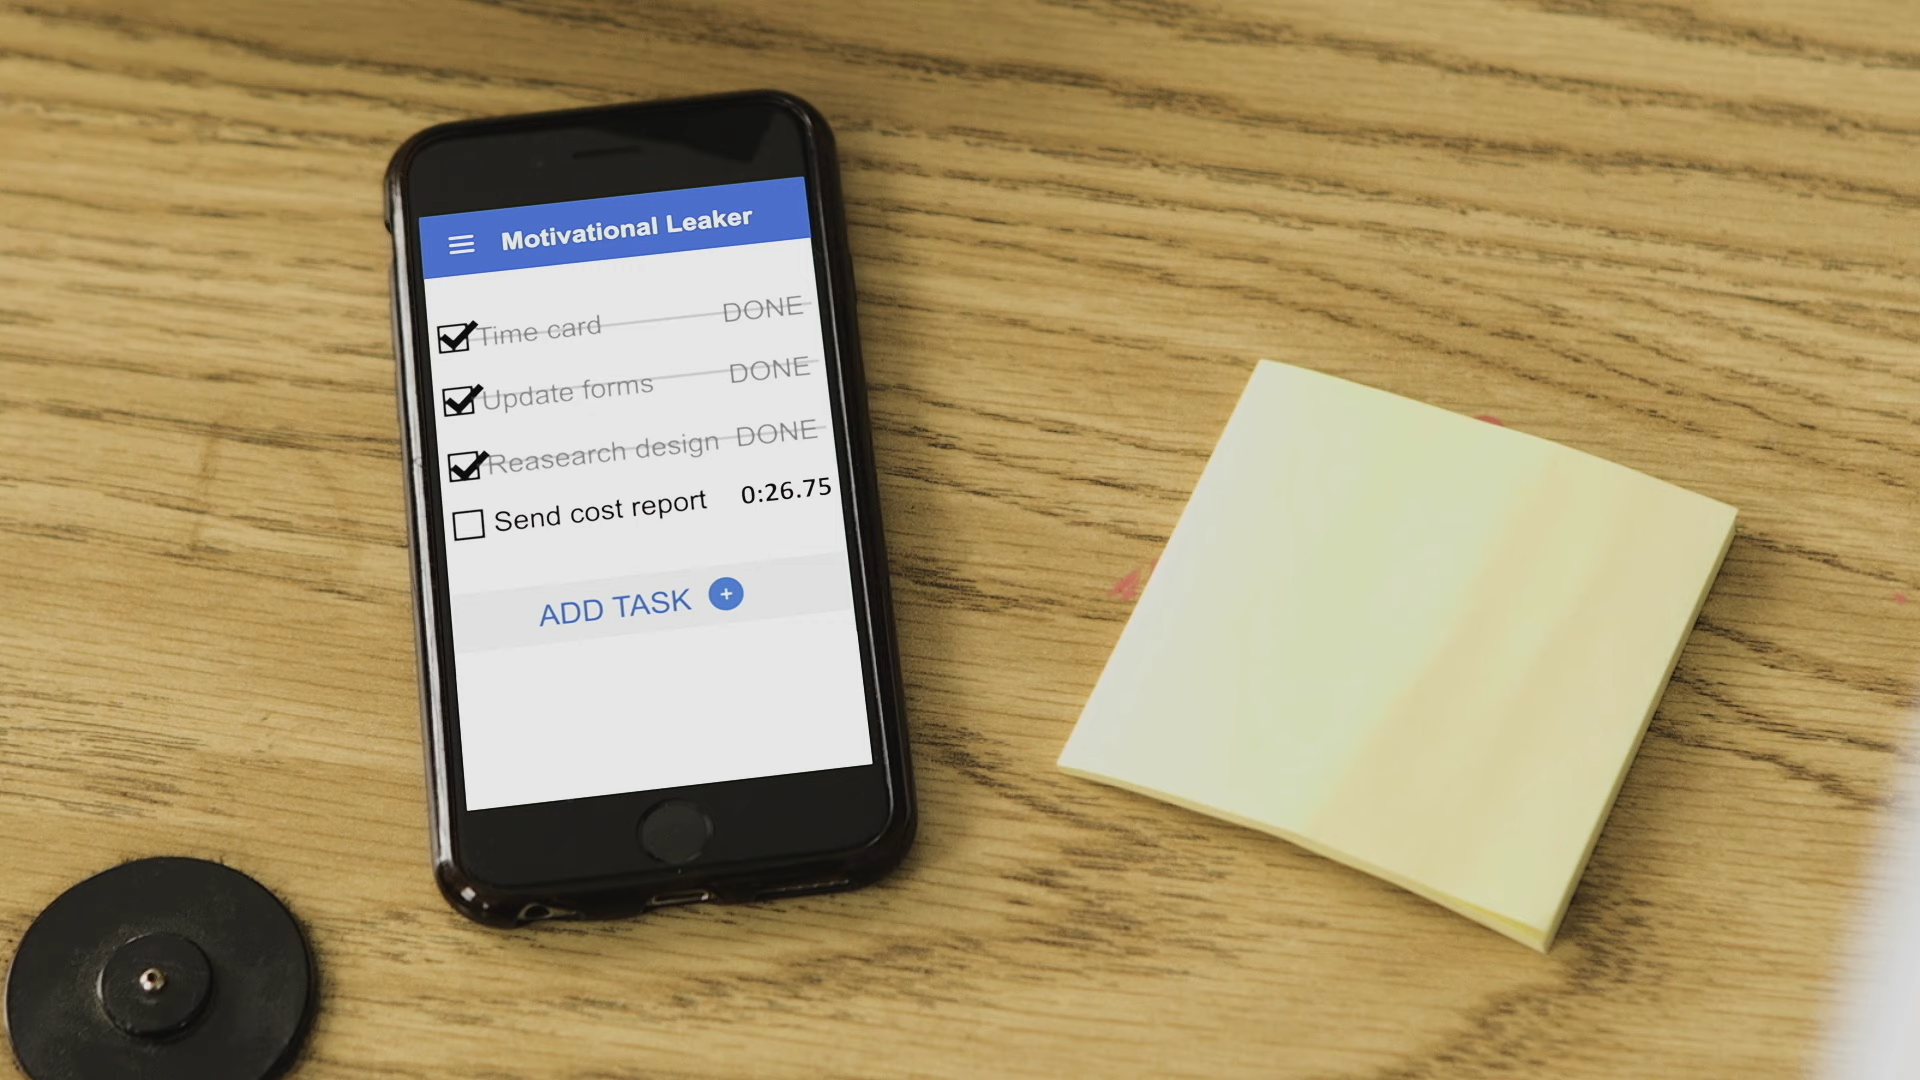 Motivational Leaker
Time card DONE
Update forms DONE
Reasearch design DONE
Send cost report 0:26.75
ADD TASK +